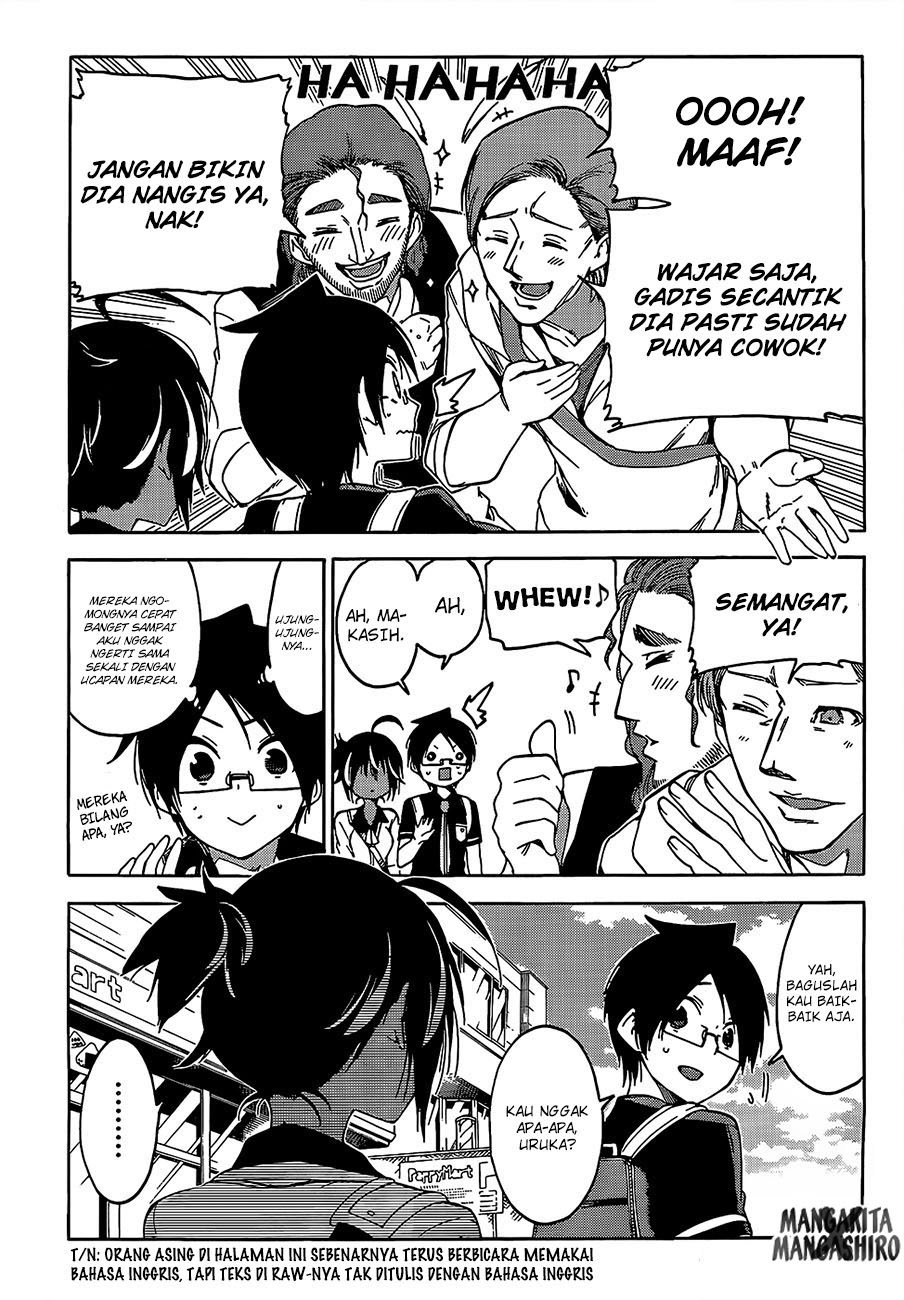 HA HA HA HA
OOOH!
MAAF!
WAJAR SAJA,
GADIS SECANTIK
DIA PASTI SUDAH
PUNYA COWOK!
JANGAN BIKIN
DIA NANGIS YA,
NAK!
SEMANGAT,
YA!
WHEW!♪
AH,
AH, MA-
KASIH.
UJUNG-
UJUNG-
NYA...
MEREKA NGO-
MONGNYA CEPAT
BANGET SAMPAI
AKU NGGAK
NGERTI SAMA
SEKALI DENGAN
UCAPAN MEREKA.
MEREKA
BILANG
APA, YA?
YAH,
BAGUSLAH
KAU BAIK-
BAIK AJA.
KAU NGGAK
APA-APA,
URUKA?
.........
art
PoppyMart
T/N: ORANG ASING DI HALAMAN INI SEBENARNYA TERUS BERBICARA MEMAKAI
BAHASA INGGRIS, TAPI TEKS DI RAW-NYA TAK DITULIS DENGAN BAHASA INGGRIS
MANGARITA
MANGASHIRO